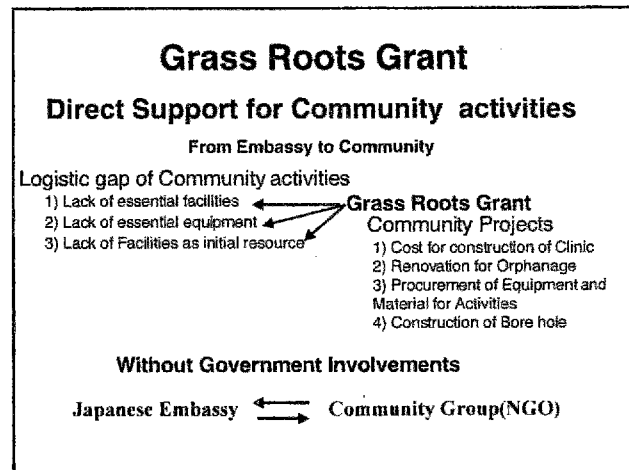 Grass Roots Grant
Direct Support for Community activities
From Embassy to Community
Logistic gap of Community activities
1) Lack of essential facilities
2) Lack of essential equipment
3) Lack of Facilities as initial resource
Grass Roots Grant
Community Projects
1) Cost for construction of Clinic
2) Renovation for Orphanage
3) Procurement of Equipment and
Material for Activities
4) Construction of Bore hole
Without Government Involvements
Japanese Embassy Community Group(NGO)